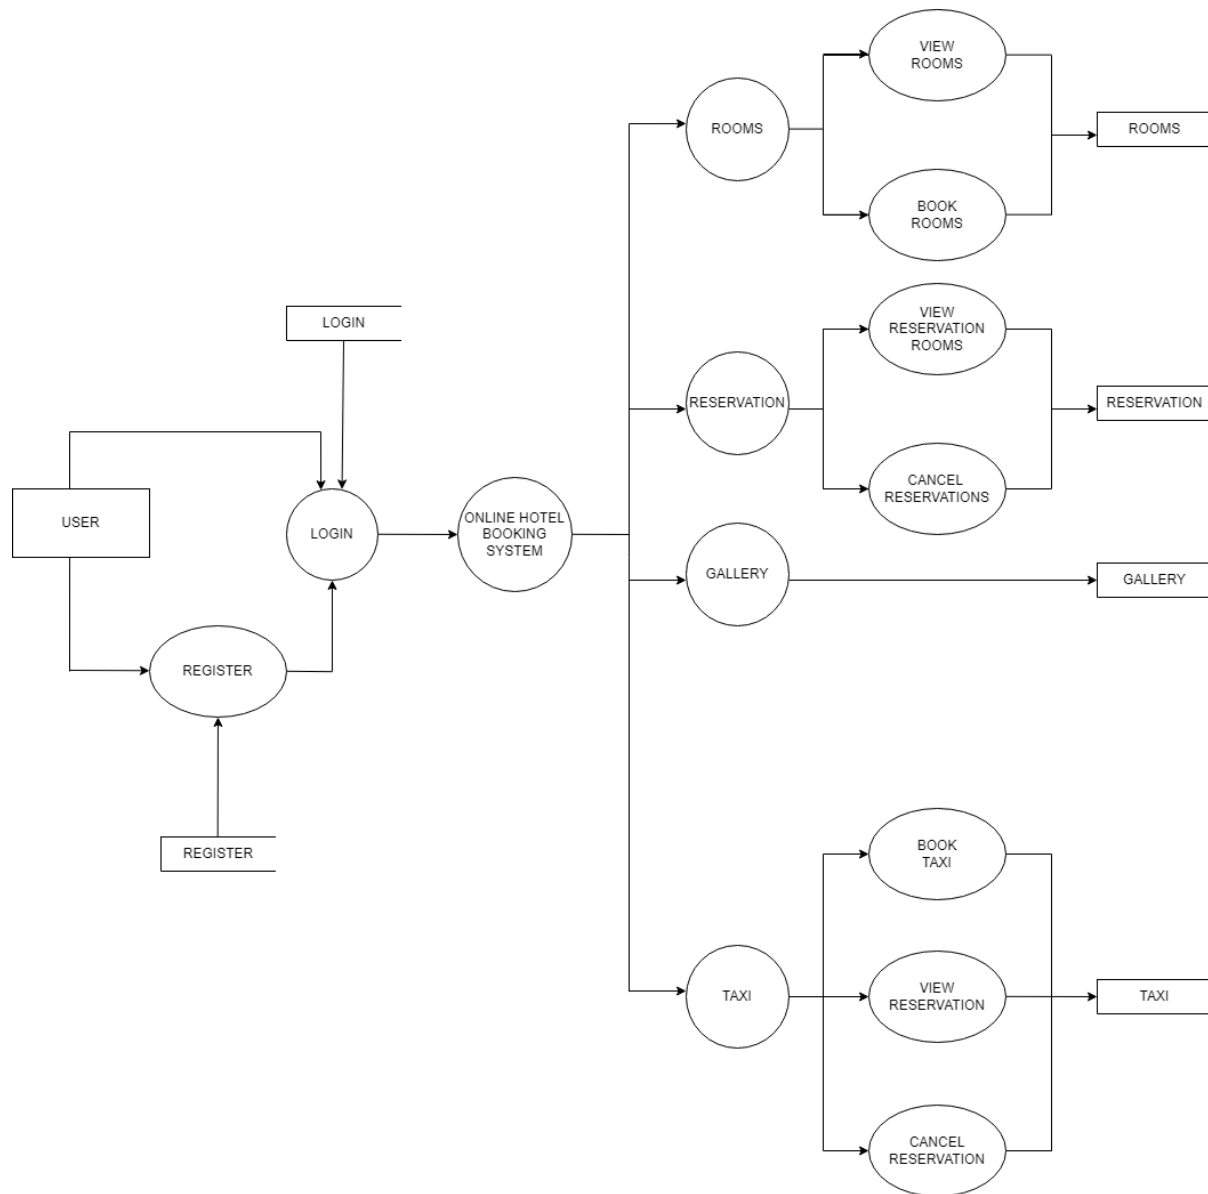 VIEW
ROOMS
ROOMS
ROOMS
BOOK
ROOMS
LOGIN
VIEW
RESERVATION
ROOMS
RESERVATION
RESERVATION
CANCEL
RESERVATIONS
USER
LOGIN
ONLINE HOTEL
BOOKING
SYSTEM
GALLERY
GALLERY
REGISTER
REGISTER
BOOK
TAXI
TAXI
VIEW
RESERVATION
TAXI
CANCEL
RESERVATION